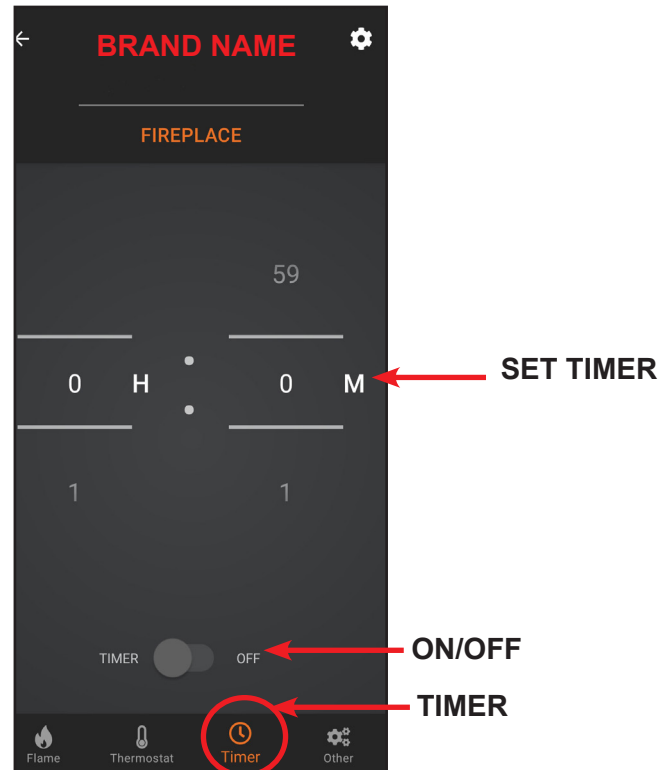 BRAND NAME
FIREPLACE
59
0 H : 0 M
SET TIMER
1 1
TIMER OFF
ON/OFF
TIMER
Flame Thermostat Timer Other